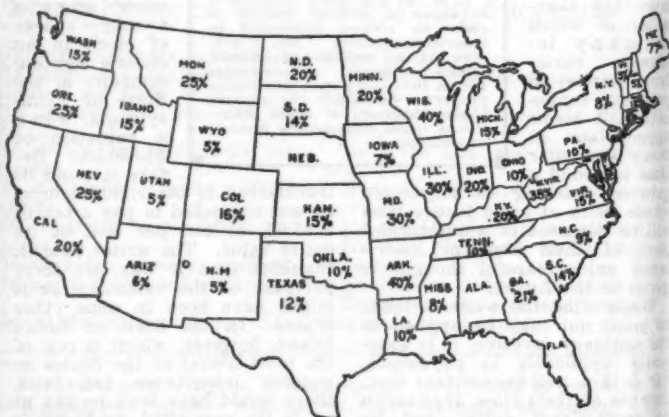 WASH
15%
ORE.
25%
IDAHO
15%
MON
25%
WYO
5%
N.D.
20%
S.D.
14%
NEB.
MINN.
20%
WIS.
40%
MICH.
15%
IOWA
7%
ILL.
30%
IND.
20%
OHIO
10%
PA.
10%
N.Y.
8%
ME
7%
NEV
25%
UTAH
5%
COL
16%
KAN.
15%
MO.
30%
KY.
20%
W.VIR.
35%
VIR.
15%
CAL
20%
ARIZ
6%
N.M
5%
OKLA.
10%
TEXAS
12%
ARK.
40%
TENN.
10%
N.C.
9%
S.C.
14%
MISS
8%
ALA.
GA.
21%
LA.
10%
FLA.